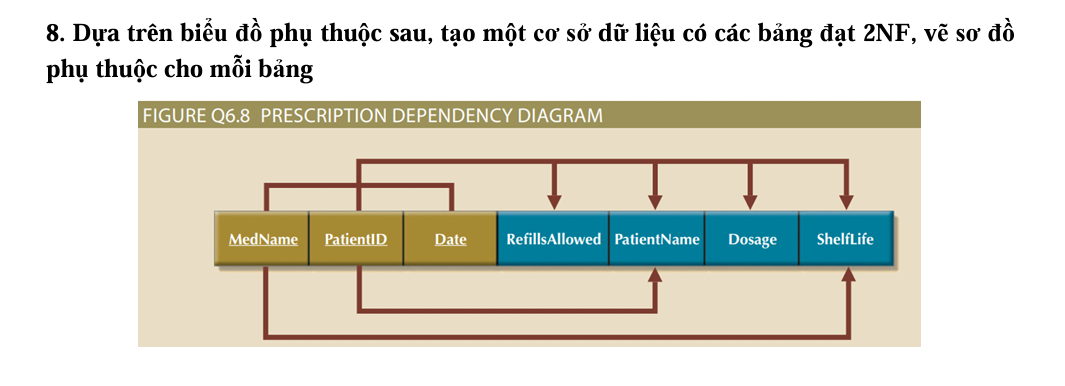 8. Dựa trên biểu đồ phụ thuộc sau, tạo một cơ sở dữ liệu có các bảng đạt 2NF, vẽ sơ đồ
phụ thuộc cho mỗi bảng
FIGURE Q6.8 PRESCRIPTION DEPENDENCY DIAGRAM
MedName PatientID Date RefillsAllowed PatientName Dosage ShelfLife